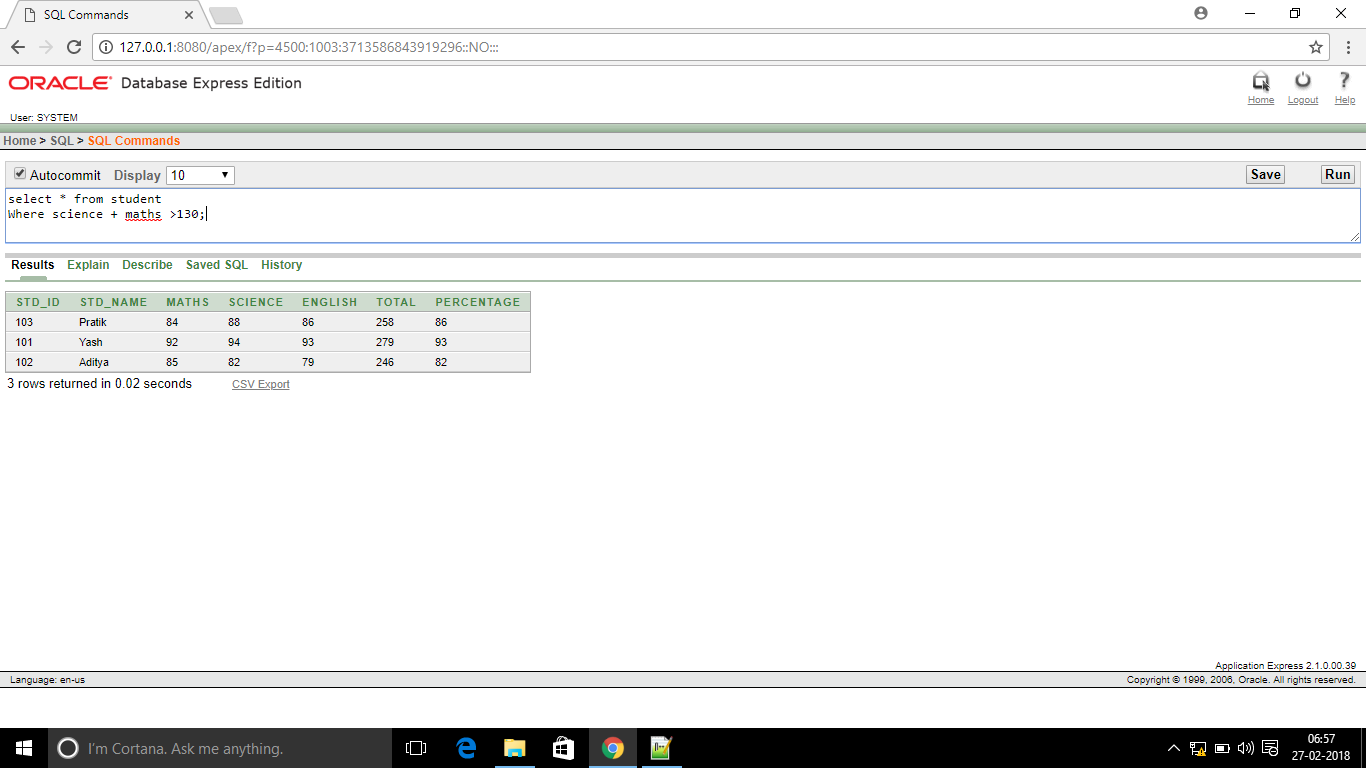 SQL Commands
127.0.0.1:8080/apex/f?p=4500:1003:3713586843919296::NO:::
ORACLE Database Express Edition
Home Logout Help
User: SYSTEM
Home > SQL > SQL Commands
Autocommit Display 10 Save Run
select * from student
Where science + maths >130;
Results Explain Describe Saved SQL History
STD_ID STD_NAME MATHS SCIENCE ENGLISH TOTAL PERCENTAGE
103 Pratik 84 88 86 258 86
101 Yash 92 94 93 279 93
102 Aditya 85 82 79 246 82
3 rows returned in 0.02 seconds CSV Export
Application Express 2.1.0.00.39
Language: en-us Copyright © 1999, 2006, Oracle. All rights reserved.
I'm Cortana. Ask me anything.
06:57
27-02-2018